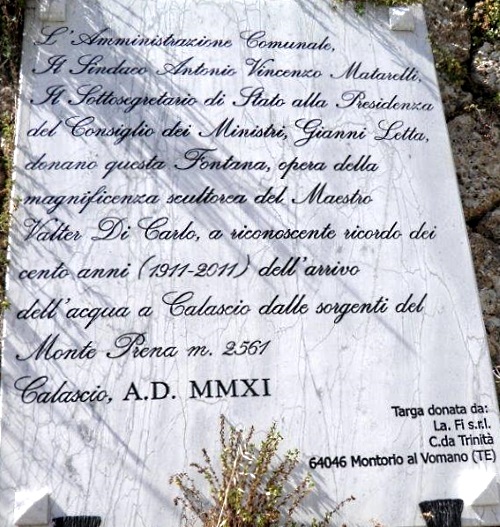 L'Amministrazione Comunale,
Il Sindaco Antonio Vincenzo Matarelli,
Il Sottosegretario di Stato alla Presidenza
del Consiglio dei Ministri, Gianni Letta,
donano questa Fontana, opera della
magnificenza scultorea del Maestro
Valter Di Carlo, a riconoscente ricordo dei
cento anni (1911-2011) dell'arrivo
dell'acqua a Calascio dalle sorgenti del
Monte Prena m. 2561
Calascio, A.D. MMXI
Targa donata da:
La. Fi s.r.l.
C.da Trinità
64046 Montorio al Vomano (TE)